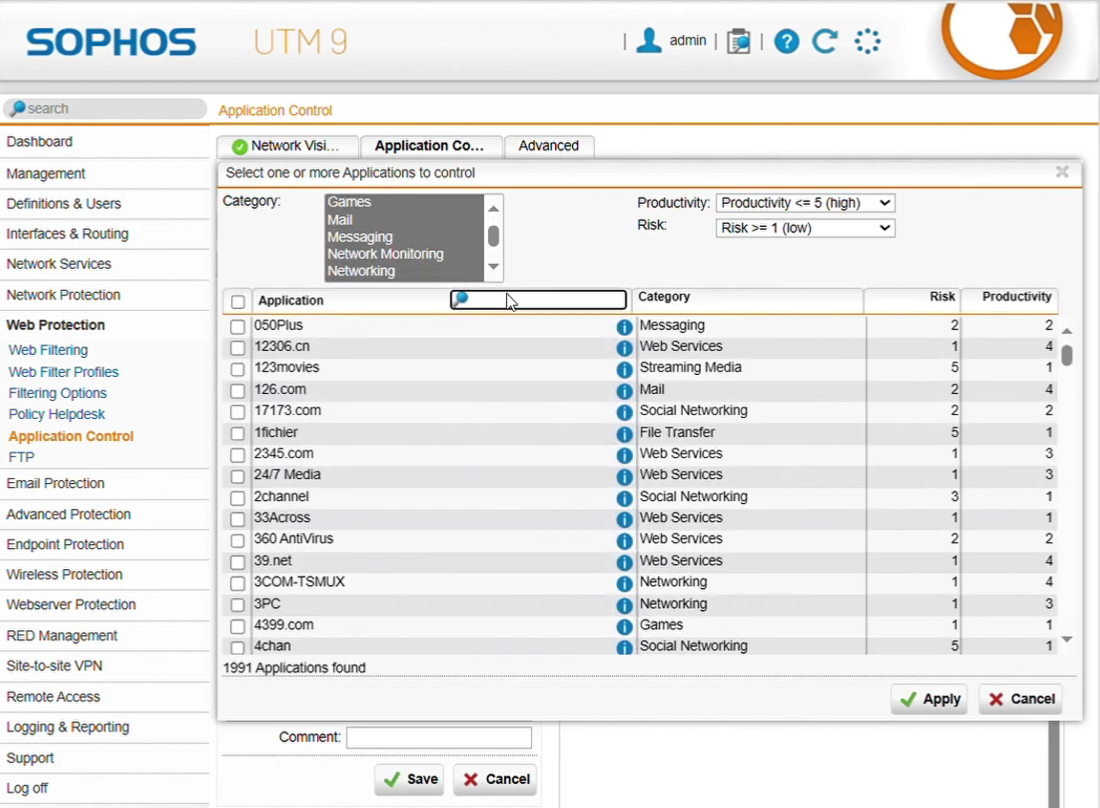 SOPHOS UTM 9 | admin | | ?
search
Application Control
Dashboard
Management
Definitions & Users
Interfaces & Routing
Network Services
Network Protection
Web Protection
Web Filtering
Web Filter Profiles
Filtering Options
Policy Helpdesk
Application Control
FTP
Email Protection
Advanced Protection
Endpoint Protection
Wireless Protection
Webserver Protection
RED Management
Site-to-site VPN
Remote Access
Logging & Reporting
Support
Log off
Network Visi... Application Co... Advanced
Select one or more Applications to control
Category:
Games
Mail
Messaging
Network Monitoring
Networking
Productivity: Productivity <= 5 (high)
Risk: Risk >= 1 (low)
Application Category Risk Productivity
050Plus i Messaging 2 2
12306.cn i Web Services 1 4
123movies i Streaming Media 5 1
126.com i Mail 2 4
17173.com i Social Networking 2 2
1fichier i File Transfer 5 1
2345.com i Web Services 1 3
24/7 Media i Web Services 1 3
2channel i Social Networking 3 1
33Across i Web Services 1 1
360 AntiVirus i Web Services 2 2
39.net i Web Services 1 4
3COM-TSMUX i Networking 1 4
3PC i Networking 1 3
4399.com i Games 1 1
4chan i Social Networking 5 1
1991 Applications found
Apply Cancel
Comment:
Save Cancel